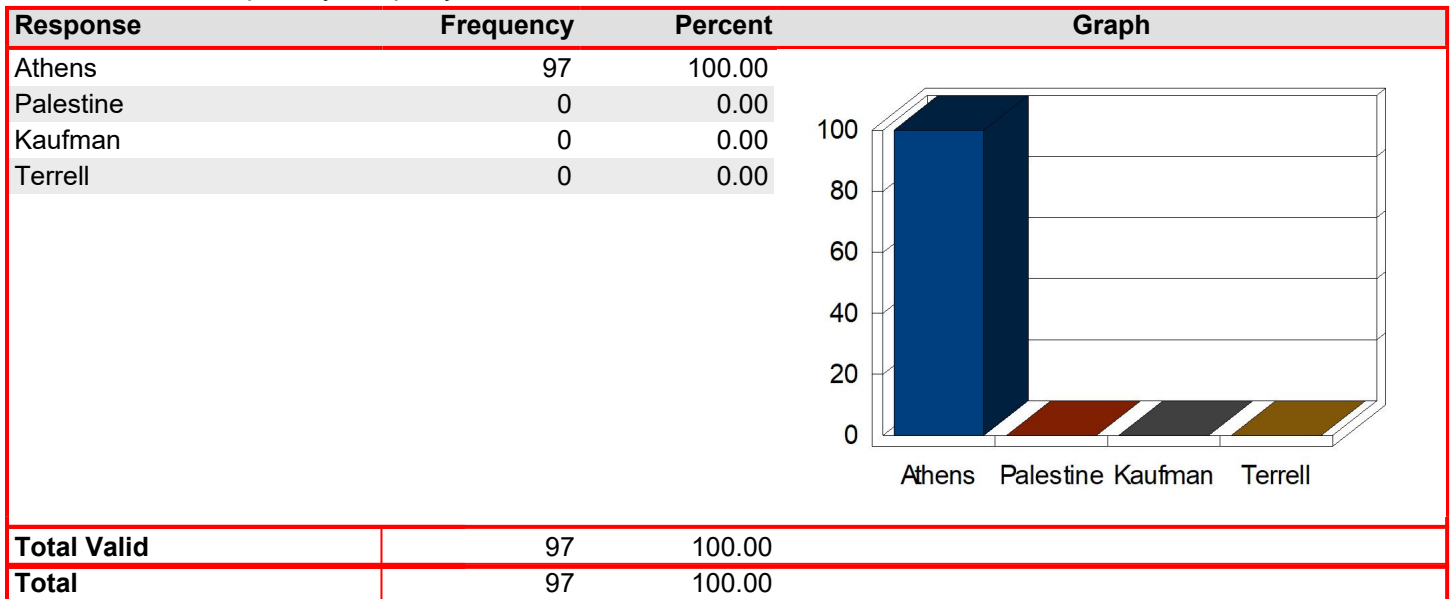 Response Frequency Percent Graph
Athens 97 100.00
Palestine 0 0.00
Kaufman 0 0.00
Terrell 0 0.00
100
80
60
40
20
0
Athens Palestine Kaufman Terrell
Total Valid 97 100.00
Total 97 100.00